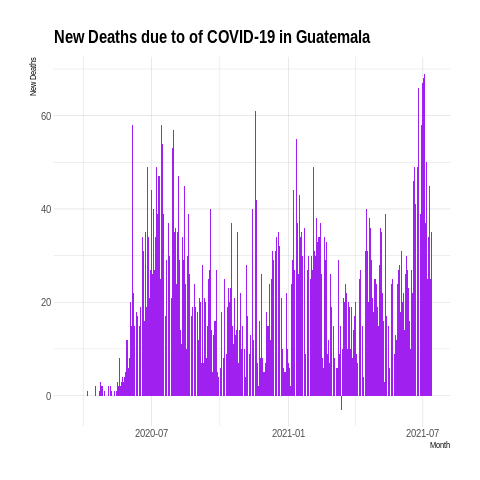 New Deaths due to of COVID-19 in Guatemala
New Deaths
60
40
20
0
2020-07
2021-01
2021-07
Month